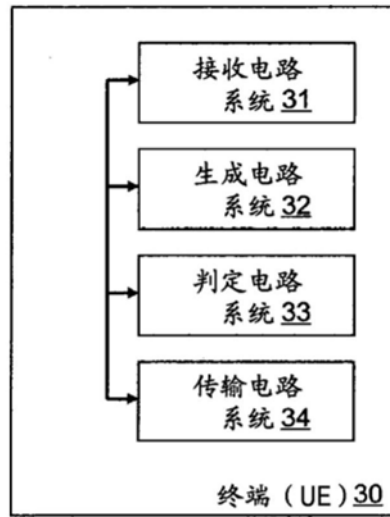 接收电路
系统 31
生成电路
系统 32
判定电路
系统 33
传输电路
系统 34
终端（UE）30